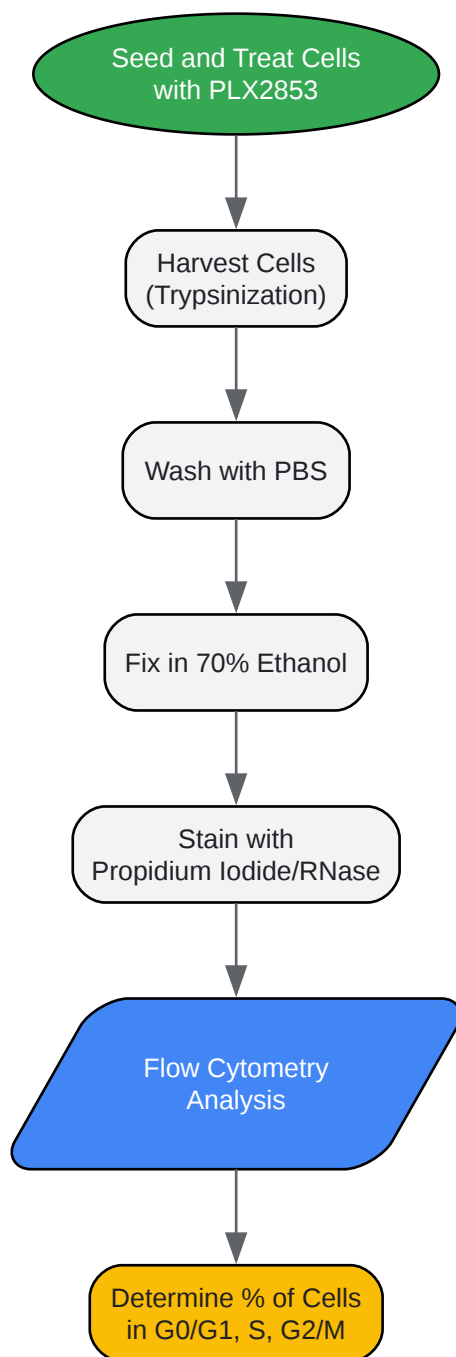 Seed and Treat Cells
with PLX2853
Harvest Cells
(Trypsinization)
Wash with PBS
Fix in 70% Ethanol
Stain with
Propidium Iodide/RNase
Flow Cytometry
Analysis
Determine % of Cells
in G0/G1, S, G2/M